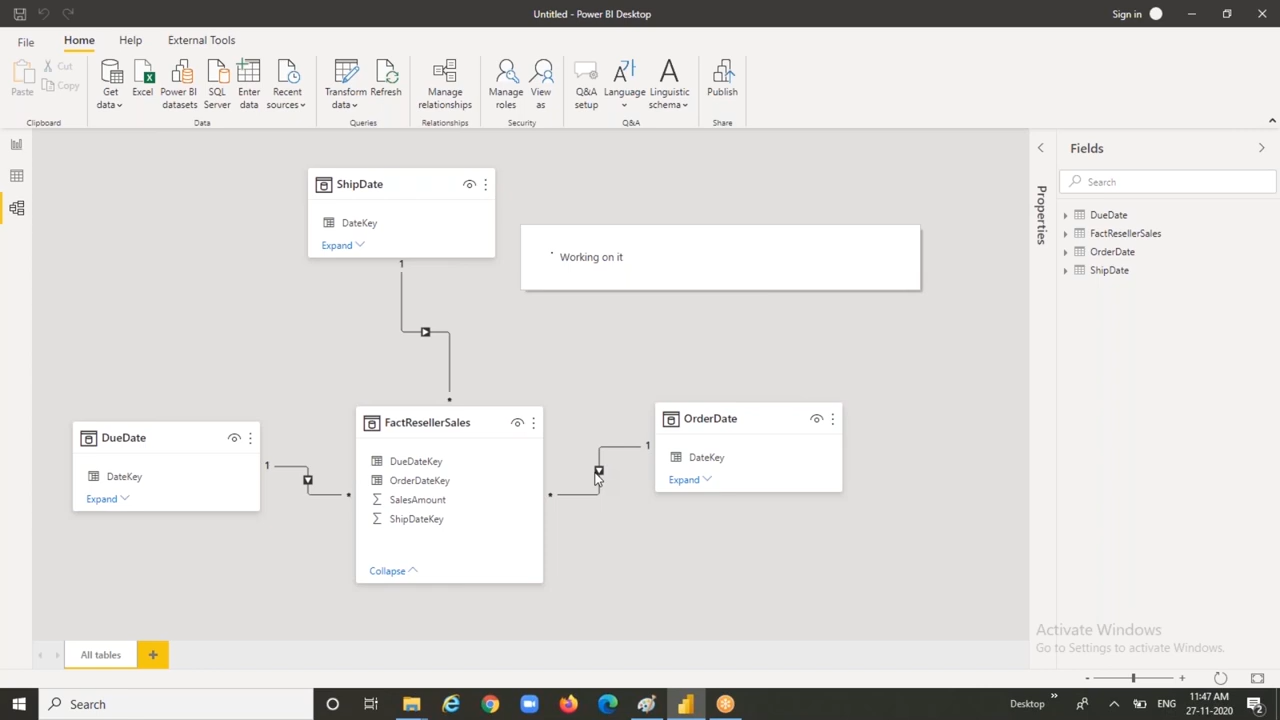 Untitled - Power BI Desktop
Sign in
File
Home
Help
External Tools
Paste
Cut
Copy
Clipboard
Get data
Excel
Power BI datasets
SQL Server
Enter data
Recent sources
Data
Transform data
Refresh
Queries
Manage relationships
Relationships
Manage roles
View as
Security
Q&A setup
Language
Linguistic schema
Q&A
Publish
Share
ShipDate
DateKey
Expand
1
*
Working on it
DueDate
DateKey
Expand
1
*
FactResellerSales
DueDateKey
OrderDateKey
SalesAmount
ShipDateKey
Collapse
*
1
OrderDate
DateKey
Expand
Properties
Fields
Search
DueDate
FactResellerSales
OrderDate
ShipDate
Activate Windows
Go to Settings to activate Windows.
All tables
+
- +
Search
Desktop
ENG
11:47 AM
27-11-2020
2